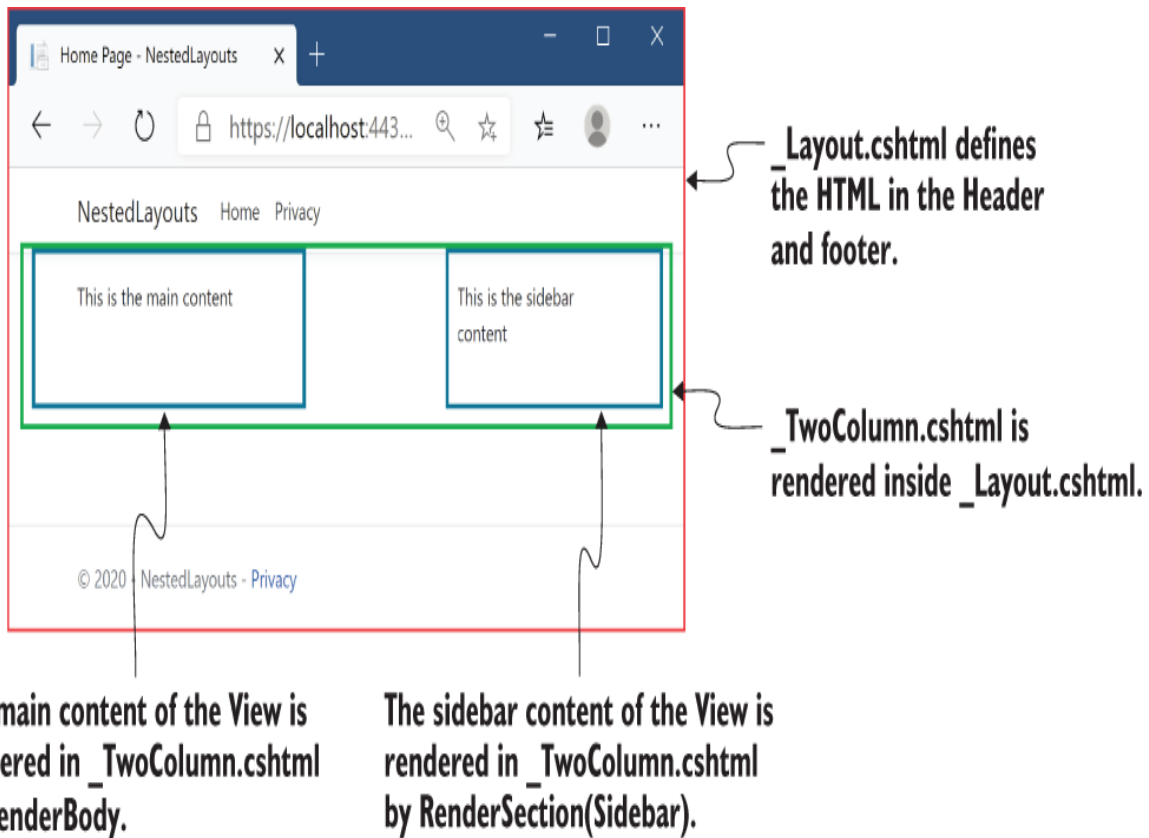 Home Page - NestedLayouts
https://localhost:443...
_Layout.cshtml defines
the HTML in the Header
and footer.
NestedLayouts Home Privacy
This is the main content
This is the sidebar
content
_TwoColumn.cshtml is
rendered inside _Layout.cshtml.
© 2020 - NestedLayouts - Privacy
main content of the View is
ered in _TwoColumn.cshtml
enderBody.
The sidebar content of the View is
rendered in _TwoColumn.cshtml
by RenderSection(Sidebar).